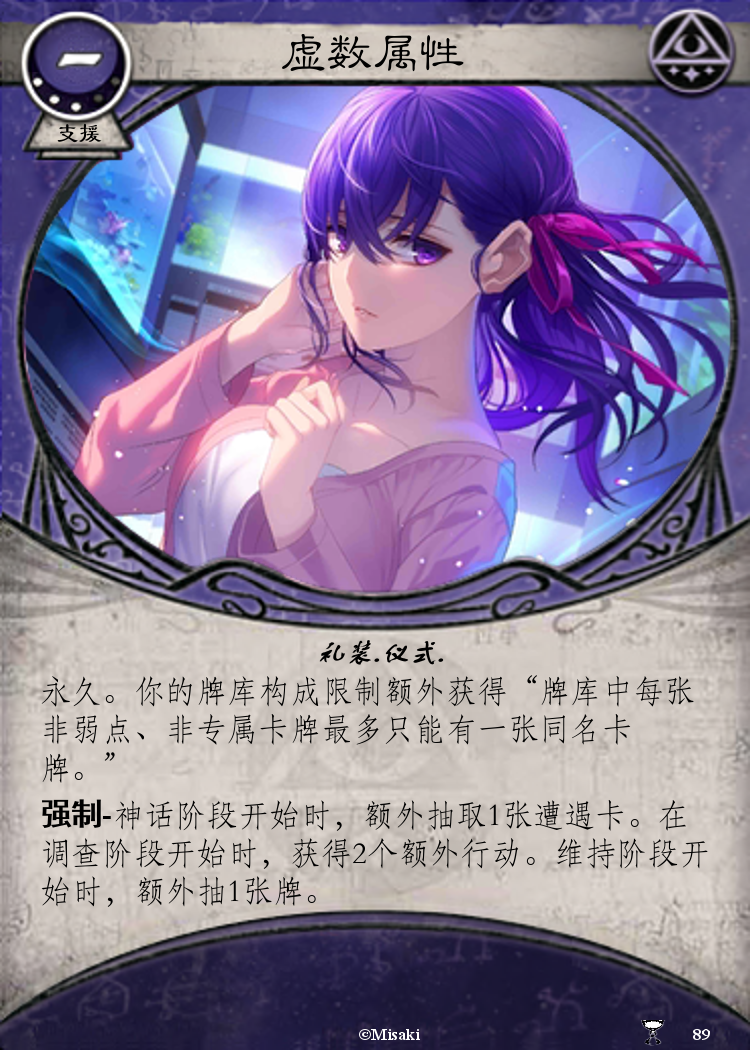 虚数属性
支援
礼装.仪式.
永久。你的牌库构成限制额外获得“牌库中每张
非弱点、非专属卡牌最多只能有一张同名卡
牌。”
强制-神话阶段开始时，额外抽取1张遭遇卡。在
调查阶段开始时，获得2个额外行动。维持阶段开
始时，额外抽1张牌。
©Misaki
89